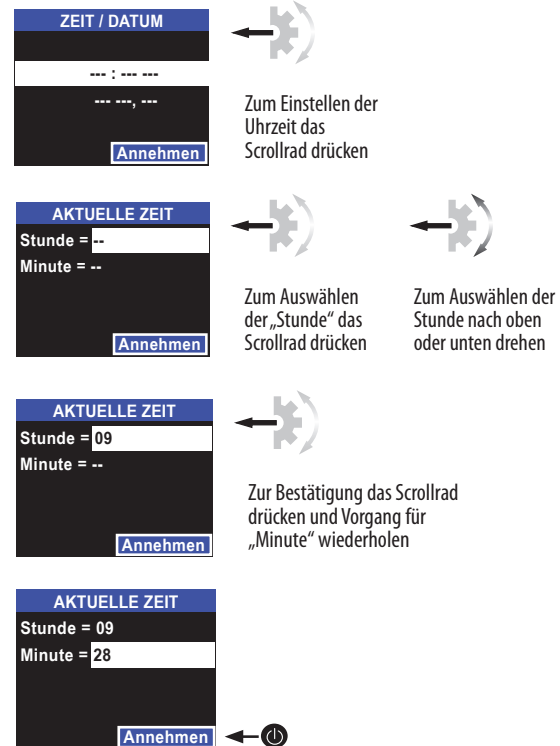 ZEIT / DATUM
--- : --- ---
--- ---, ---
Annehmen
Zum Einstellen der
Uhrzeit das
Scrollrad drücken
AKTUELLE ZEIT
Stunde = --
Minute = --
Annehmen
Zum Auswählen
der „Stunde“ das
Scrollrad drücken
Zum Auswählen der
Stunde nach oben
oder unten drehen
AKTUELLE ZEIT
Stunde = 09
Minute = --
Annehmen
Zur Bestätigung das Scrollrad
drücken und Vorgang für
„Minute“ wiederholen
AKTUELLE ZEIT
Stunde = 09
Minute = 28
Annehmen